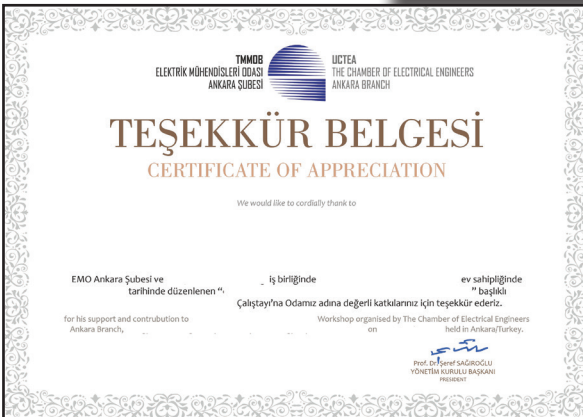 TMMOB
ELEKTRİK MÜHENDİSLERİ ODASI
ANKARA ŞUBESİ
UCTEA
THE CHAMBER OF ELECTRICAL ENGINEERS
ANKARA BRANCH
TEŞEKKÜR BELGESİ
CERTIFICATE OF APPRECIATION
We would like to cordially thank to
EMO Ankara Şubesi ve iş birliğinde ev sahipliğinde
tarihinde düzenlenen “ ” başlıklı
Çalıştayı'na Odamız adına değerli katkılarınız için teşekkür ederiz.
for his support and contrubution to Workshop organised by The Chamber of Electrical Engineers
Ankara Branch, on held in Ankara/Turkey.
Prof. Dr. Şeref SAĞIROĞLU
YÖNETİM KURULU BAŞKANI
PRESIDENT